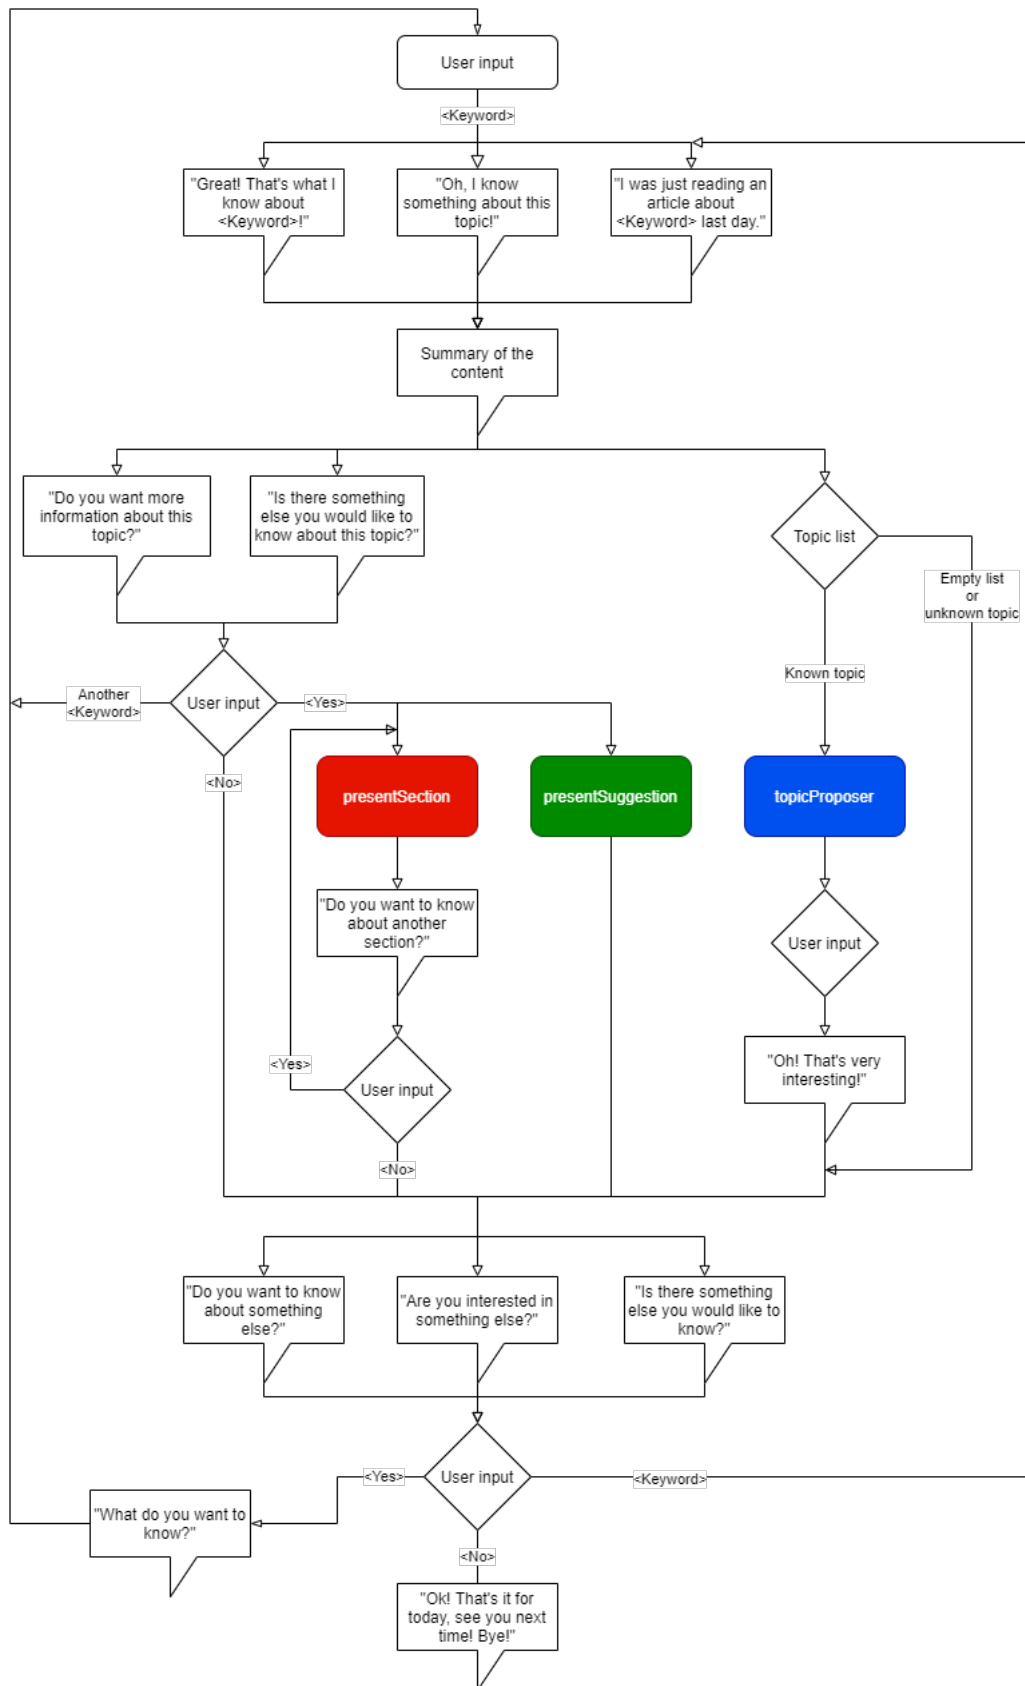 User input
<Keyword>
"Great! That's what I
know about
<Keyword>!"
"Oh, I know
something about this
topic!"
"I was just reading an
article about
<Keyword> last day."
Summary of the
content
"Do you want more
information about this
topic?"
"Is there something
else you would like to
know about this topic?"
Topic list
Empty list
or
unknown topic
Known topic
Another
<Keyword>
User input
<Yes>
<No>
presentSection
presentSuggestion
topicProposer
"Do you want to know
about another
section?"
User input
"Oh! That's very
interesting!"
<Yes>
User input
<No>
"Do you want to know
about something
else?"
"Are you interested in
something else?"
"Is there something
else you would like to
know?"
<Yes>
User input
<Keyword>
"What do you want to
know?"
<No>
"Ok! That's it for
today, see you next
time! Bye!"